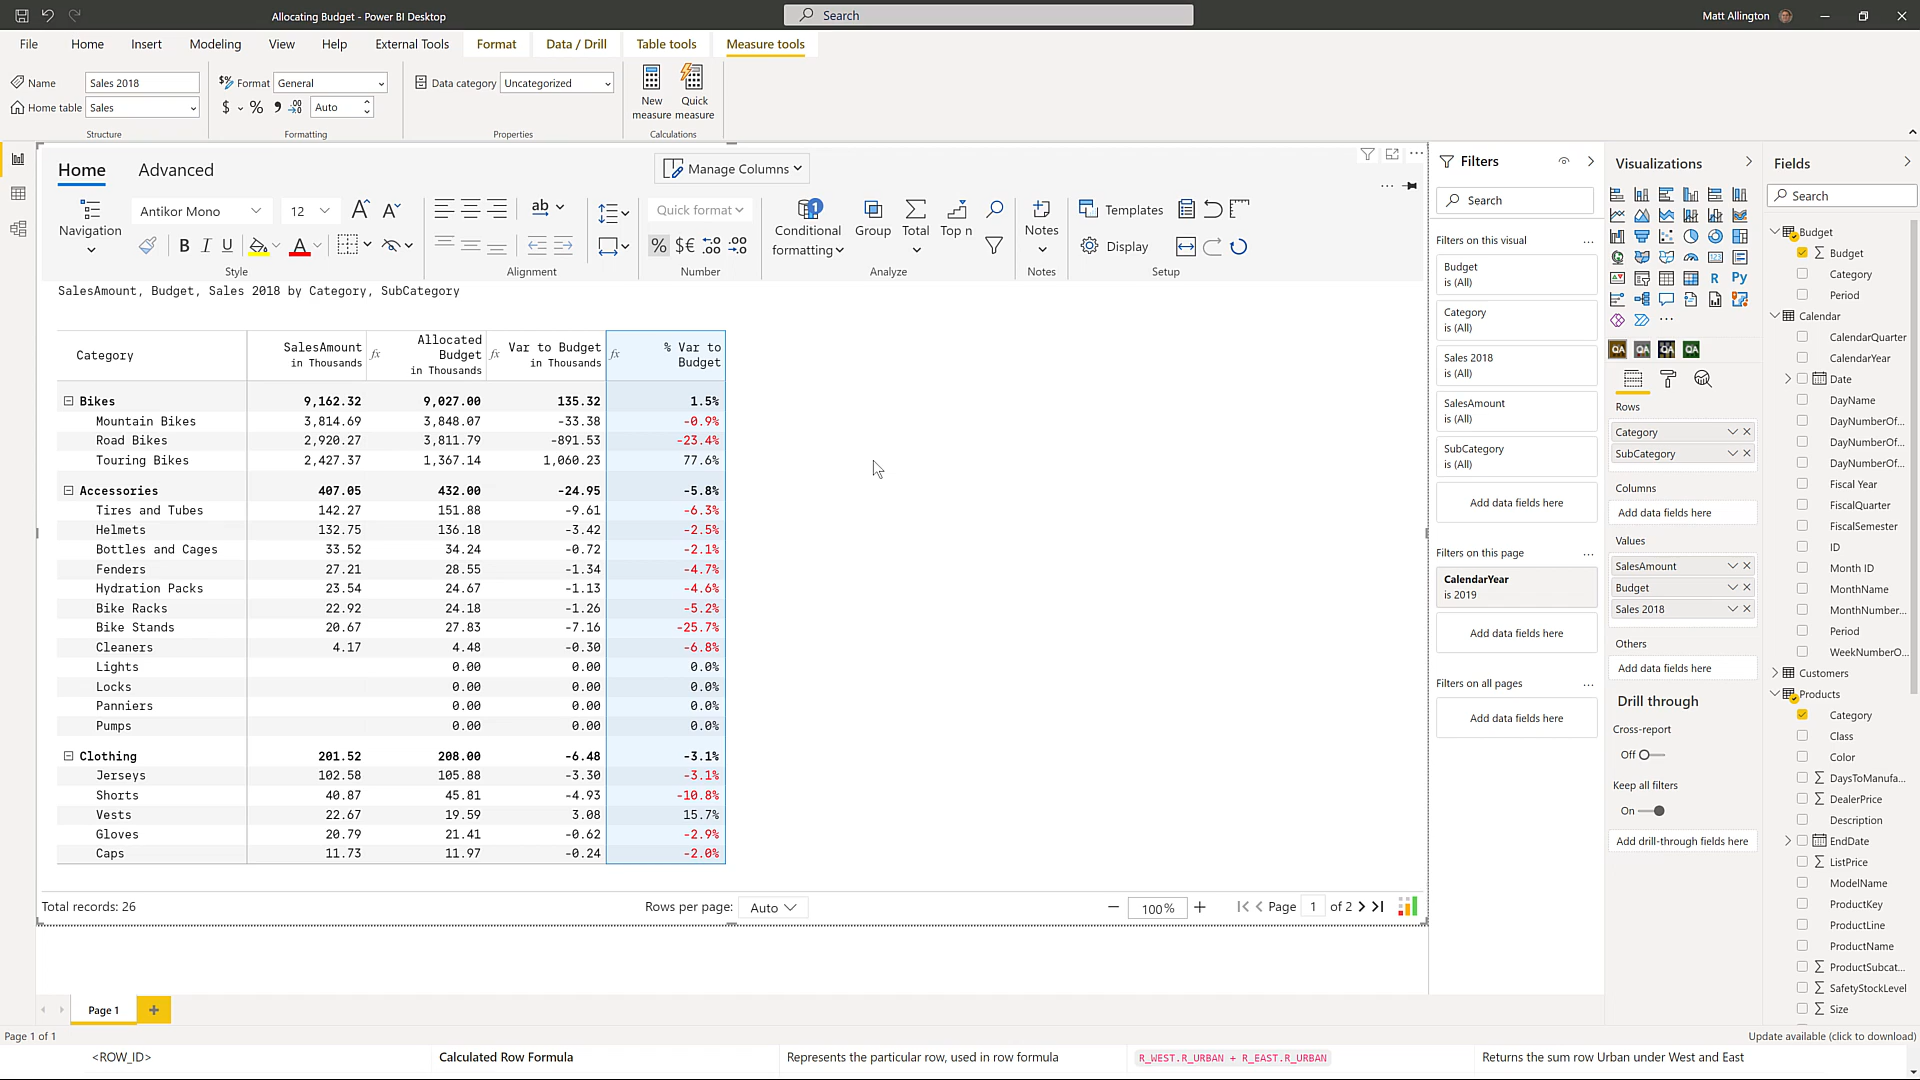 Allocating Budget - Power BI Desktop
Search
Matt Allington
File Home Insert Modeling View Help External Tools Format Data / Drill Table tools Measure tools
Name Sales 2018
Format General
Data category Uncategorized
Home table Sales
$ % Auto
New measure
Quick measure
Structure Formatting Properties Calculations
Home Advanced
Manage Columns
Navigation
Antikor Mono 12
Quick format
Conditional formatting
Group
Total
Top n
Notes
Templates
Display
B I U
% $€
Style Alignment Number Analyze Notes Setup
SalesAmount, Budget, Sales 2018 by Category, SubCategory
Category
SalesAmount in Thousands
fx Allocated Budget in Thousands
fx Var to Budget in Thousands
fx % Var to Budget
Bikes 9,162.32 9,027.00 135.32 1.5%
Mountain Bikes 3,814.69 3,848.07 -33.38 -0.9%
Road Bikes 2,920.27 3,811.79 -891.53 -23.4%
Touring Bikes 2,427.37 1,367.14 1,060.23 77.6%
Accessories 407.05 432.00 -24.95 -5.8%
Tires and Tubes 142.27 151.88 -9.61 -6.3%
Helmets 132.75 136.18 -3.42 -2.5%
Bottles and Cages 33.52 34.24 -0.72 -2.1%
Fenders 27.21 28.55 -1.34 -4.7%
Hydration Packs 23.54 24.67 -1.13 -4.6%
Bike Racks 22.92 24.18 -1.26 -5.2%
Bike Stands 20.67 27.83 -7.16 -25.7%
Cleaners 4.17 4.48 -0.30 -6.8%
Lights 0.00 0.00 0.0%
Locks 0.00 0.00 0.0%
Panniers 0.00 0.00 0.0%
Pumps 0.00 0.00 0.0%
Clothing 201.52 208.00 -6.48 -3.1%
Jerseys 102.58 105.88 -3.30 -3.1%
Shorts 40.87 45.81 -4.93 -10.8%
Vests 22.67 19.59 3.08 15.7%
Gloves 20.79 21.41 -0.62 -2.9%
Caps 11.73 11.97 -0.24 -2.0%
Total records: 26
Rows per page: Auto
100%
Page 1 of 2
Filters
Search
Filters on this visual
Budget
is (All)
Category
is (All)
Sales 2018
is (All)
SalesAmount
is (All)
SubCategory
is (All)
Add data fields here
Filters on this page
CalendarYear
is 2019
Add data fields here
Filters on all pages
Add data fields here
Visualizations
R Py
QA QA QA QA
Rows
Category
SubCategory
Columns
Add data fields here
Values
SalesAmount
Budget
Sales 2018
Others
Add data fields here
Drill through
Cross-report
Off
Keep all filters
On
Add drill-through fields here
Fields
Search
Budget
Budget
Category
Period
Calendar
CalendarQuarter
CalendarYear
Date
DayName
DayNumberOf...
DayNumberOf...
DayNumberOf...
Fiscal Year
FiscalQuarter
FiscalSemester
ID
Month ID
MonthName
MonthNumber...
Period
WeekNumberO...
Customers
Products
Category
Class
Color
DaysToManufa...
DealerPrice
Description
EndDate
ListPrice
ModelName
ProductKey
ProductLine
ProductName
ProductSubcat...
SafetyStockLevel
Size
Page 1
Page 1 of 1
Update available (click to download)
<ROW_ID> Calculated Row Formula Represents the particular row, used in row formula R_WEST.R_URBAN + R_EAST.R_URBAN Returns the sum row Urban under West and East